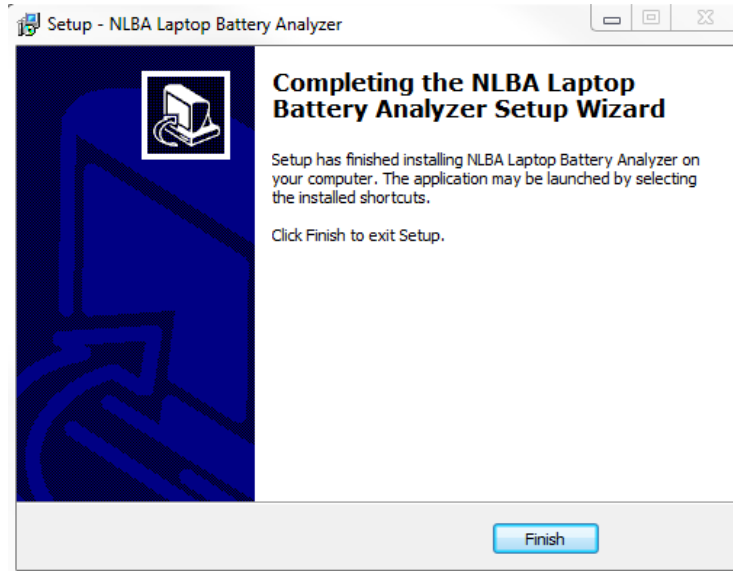 Setup - NLBA Laptop Battery Analyzer
Completing the NLBA Laptop
Battery Analyzer Setup Wizard
Setup has finished installing NLBA Laptop Battery Analyzer on
your computer. The application may be launched by selecting
the installed shortcuts.
Click Finish to exit Setup.
Finish